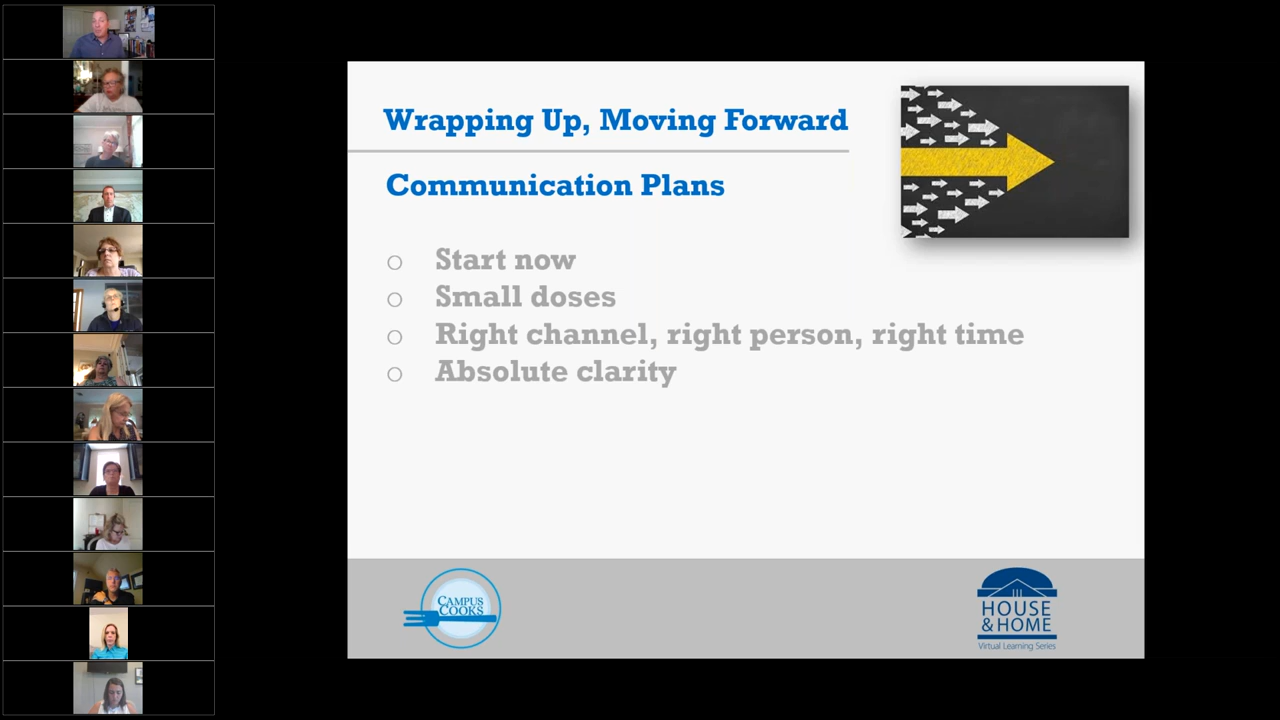 Wrapping Up, Moving Forward
Communication Plans
Start now
Small doses
Right channel, right person, right time
Absolute clarity
CAMPUS
COOKS
HOUSE
& HOME
Virtual Learning Series